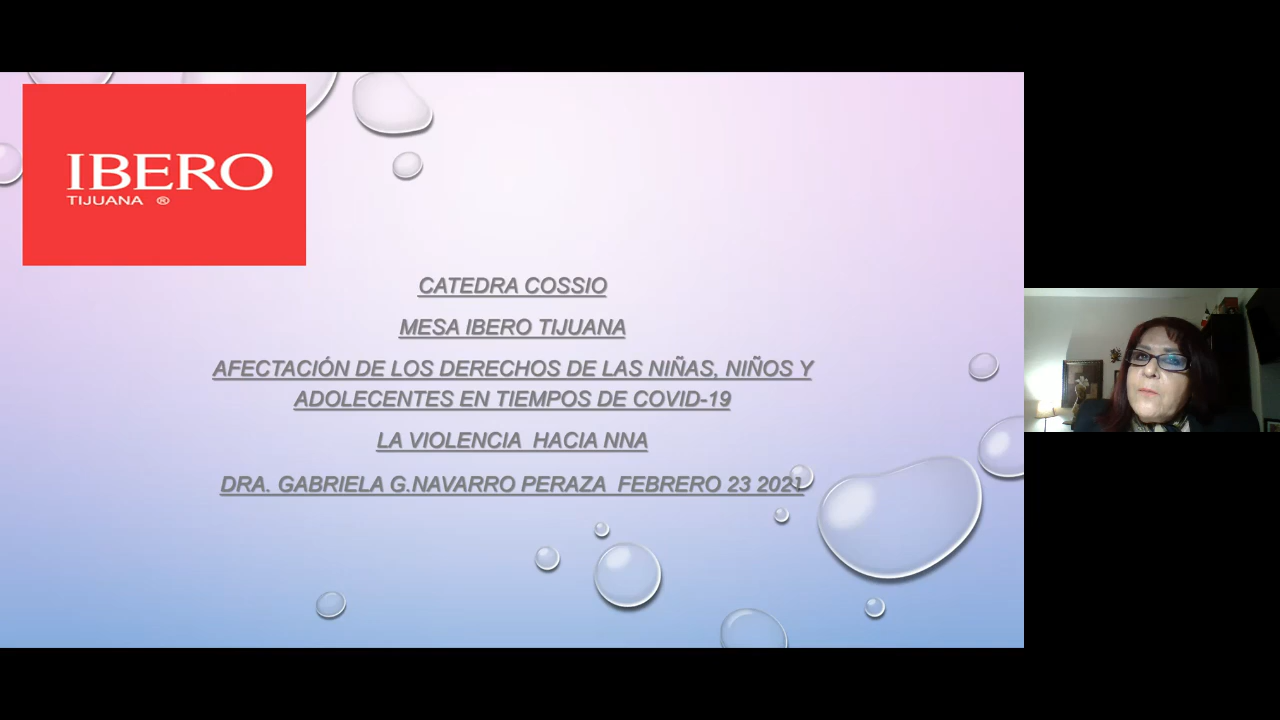 IBERO
TIJUANA ®
CATEDRA COSSIO
MESA IBERO TIJUANA
AFECTACIÓN DE LOS DERECHOS DE LAS NIÑAS, NIÑOS Y
ADOLECENTES EN TIEMPOS DE COVID-19
LA VIOLENCIA HACIA NNA
DRA. GABRIELA G.NAVARRO PERAZA FEBRERO 23 2021